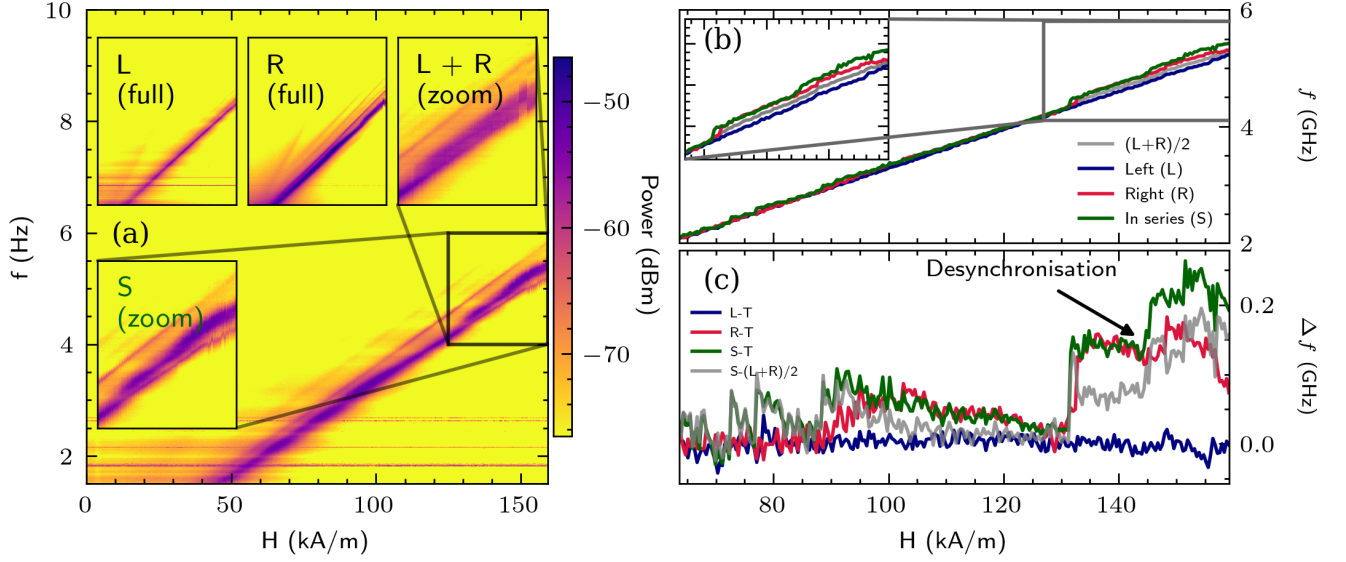 10
8
6
4
2
f (Hz)
L
(full)
R
(full)
L + R
(zoom)
(a)
S
(zoom)
0
50
100
150
H (kA/m)
−50
−60
−70
Power (dBm)
(b)
6
4
2
f (GHz)
(L+R)/2
Left (L)
Right (R)
In series (S)
(c)
Desynchronisation
L-T
R-T
S-T
S-(L+R)/2
0.2
0.0
Δf (GHz)
80
100
120
140
H (kA/m)